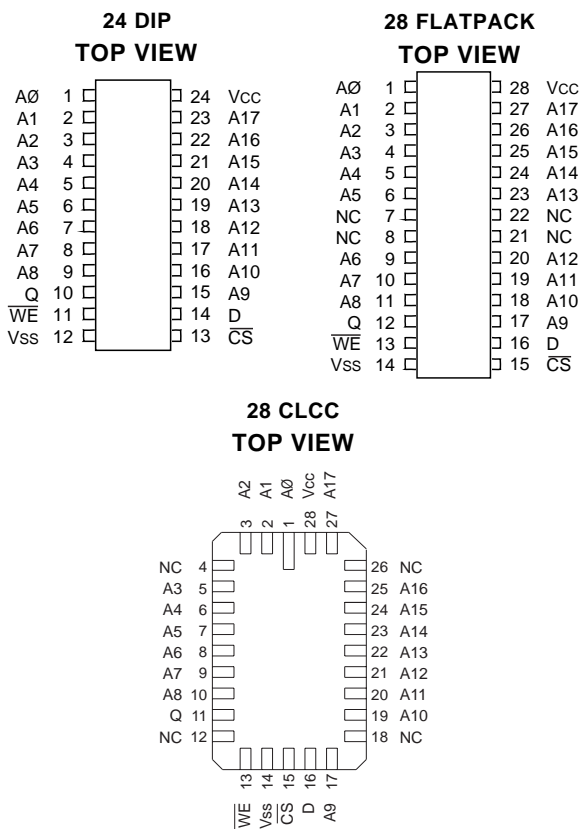 24 DIP
TOP VIEW
AØ 1 24 Vcc
A1 2 23 A17
A2 3 22 A16
A3 4 21 A15
A4 5 20 A14
A5 6 19 A13
A6 7 18 A12
A7 8 17 A11
A8 9 16 A10
Q 10 15 A9
WE 11 14 D
Vss 12 13 CS
28 FLATPACK
TOP VIEW
AØ 1 28 Vcc
A1 2 27 A17
A2 3 26 A16
A3 4 25 A15
A4 5 24 A14
A5 6 23 A13
NC 7 22 NC
NC 8 21 NC
A6 9 20 A12
A7 10 19 A11
A8 11 18 A10
Q 12 17 A9
WE 13 16 D
Vss 14 15 CS
28 CLCC
TOP VIEW
A2 A1 AØ Vcc A17
3 2 1 28 27
NC 4 26 NC
A3 5 25 A16
A4 6 24 A15
A5 7 23 A14
A6 8 22 A13
A7 9 21 A12
A8 10 20 A11
Q 11 19 A10
NC 12 18 NC
13 14 15 16 17
WE Vss CS D A9